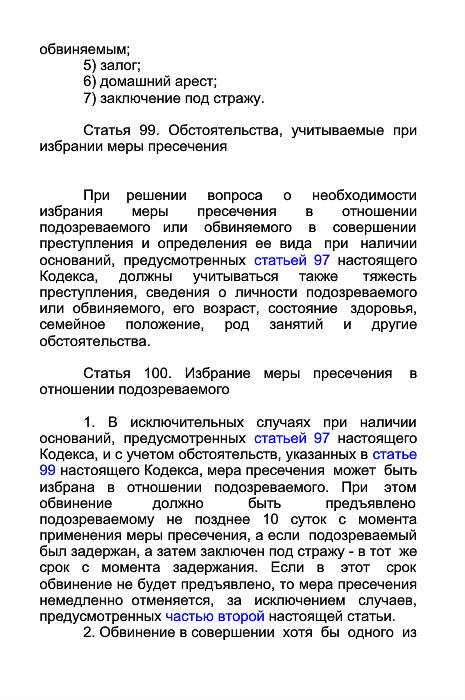 обвиняемым;
5) залог;
6) домашний арест;
7) заключение под стражу.
Статья 99. Обстоятельства, учитываемые при
избрании меры пресечения
При решении вопроса о необходимости
избрания меры пресечения в отношении
подозреваемого или обвиняемого в совершении
преступления и определения ее вида при наличии
оснований, предусмотренных статьей 97 настоящего
Кодекса, должны учитываться также тяжесть
преступления, сведения о личности подозреваемого
или обвиняемого, его возраст, состояние здоровья,
семейное положение, род занятий и другие
обстоятельства.
Статья 100. Избрание меры пресечения в
отношении подозреваемого
1. В исключительных случаях при наличии
оснований, предусмотренных статьей 97 настоящего
Кодекса, и с учетом обстоятельств, указанных в статье
99 настоящего Кодекса, мера пресечения может быть
избрана в отношении подозреваемого. При этом
обвинение должно быть предъявлено
подозреваемому не позднее 10 суток с момента
применения меры пресечения, а если подозреваемый
был задержан, а затем заключен под стражу - в тот же
срок с момента задержания. Если в этот срок
обвинение не будет предъявлено, то мера пресечения
немедленно отменяется, за исключением случаев,
предусмотренных частью второй настоящей статьи.
2. Обвинение в совершении хотя бы одного из